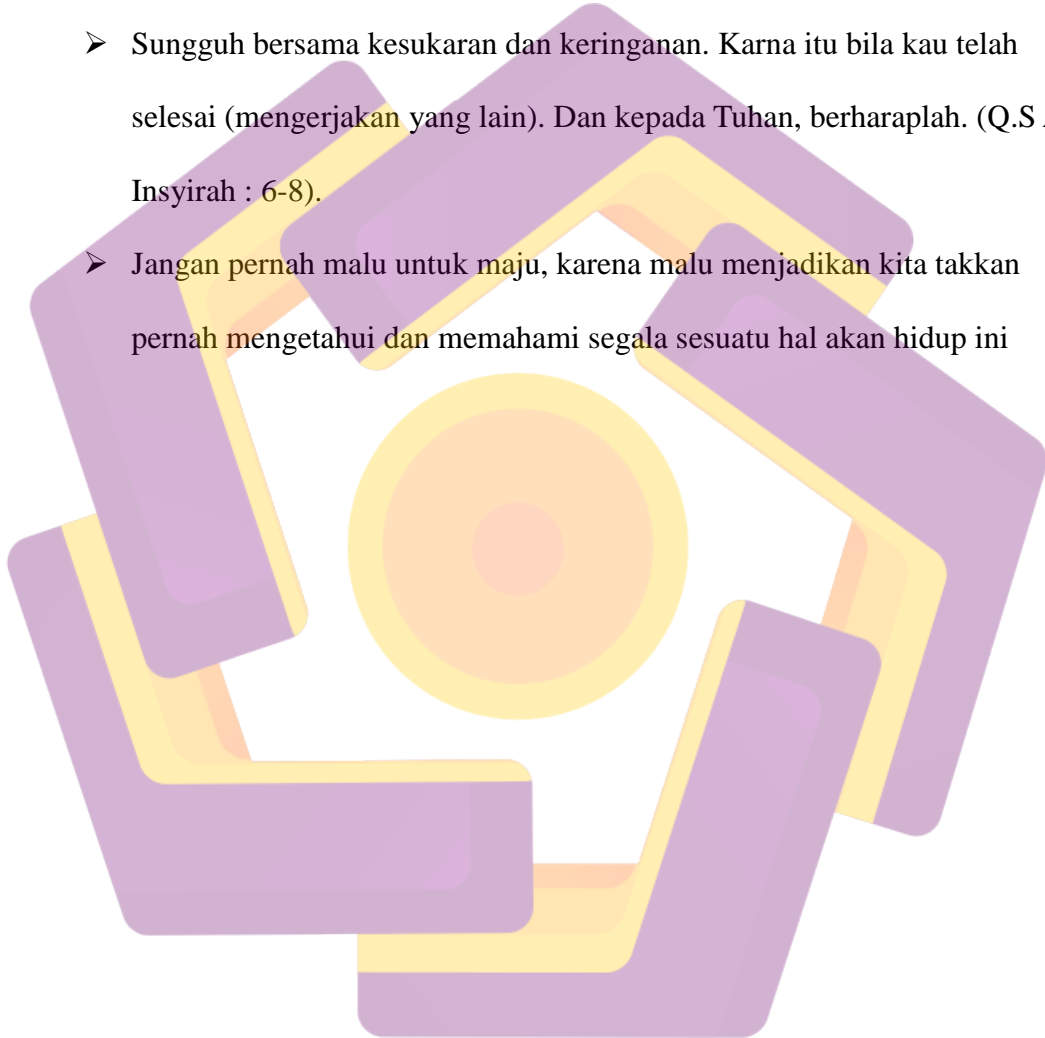 ➢ Sungguh bersama kesukaran dan keringanan. Karna itu bila kau telah
selesai (mengerjakan yang lain). Dan kepada Tuhan, berharaplah. (Q.S
Insyirah : 6-8).
➢ Jangan pernah malu untuk maju, karena malu menjadikan kita takkan
pernah mengetahui dan memahami segala sesuatu hal akan hidup ini